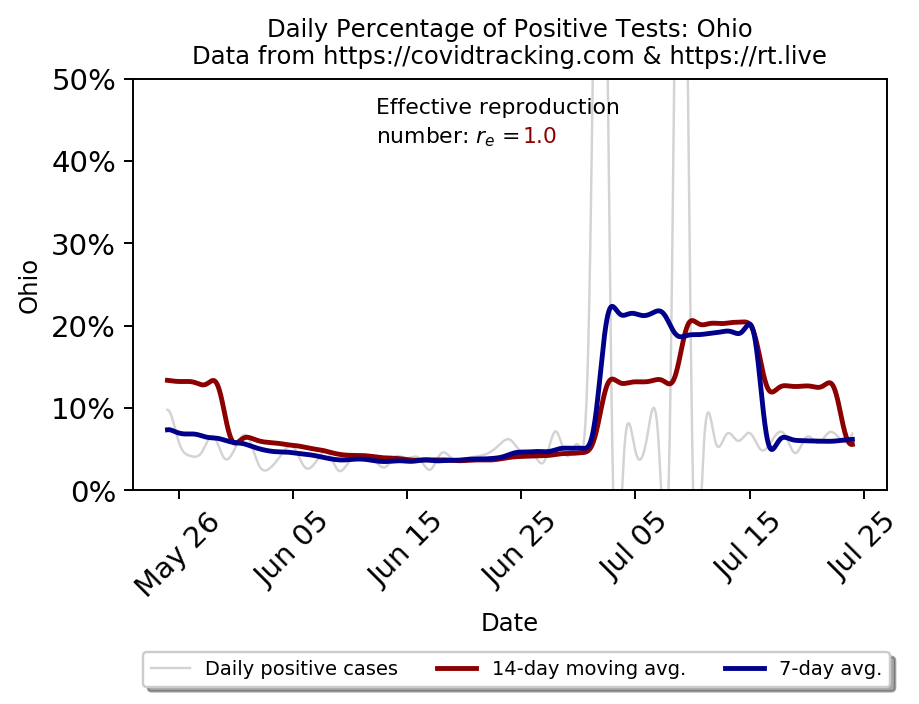 Daily Percentage of Positive Tests: Ohio
Data from https://covidtracking.com & https://rt.live
50%
Effective reproduction
number: r_e =1.0
40%
30%
20%
10%
0%
Ohio
May 26
Jun 05
Jun 15
Jun 25
Jul 05
Jul 15
Jul 25
Date
Daily positive cases 14-day moving avg. 7-day avg.